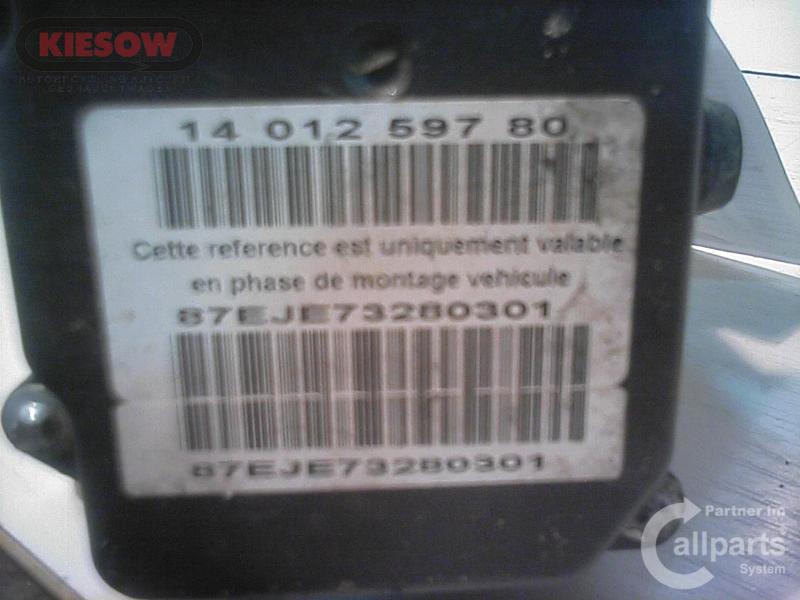 KIESOW
14 012 597 80
Cette reference est uniquement valable
en phase de montage vehicule
87EJE73280301
87EJE73280301
Partner im
Callparts
System